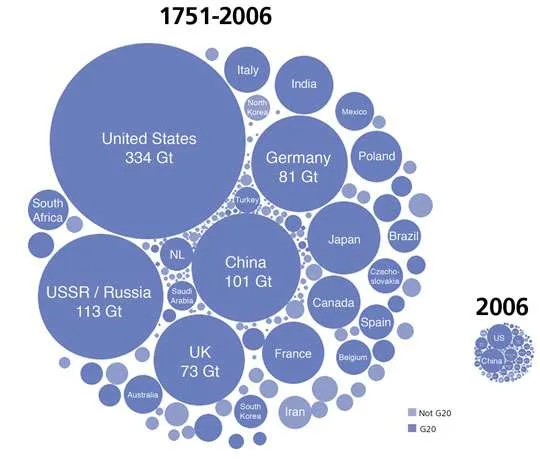 1751-2006
Italy
India
North
Korea
Mexico
United States
334 Gt
Germany
81 Gt
Poland
South
Africa
Turkey
Japan
Brazil
NL
China
101 Gt
Czecho-
slovakia
USSR / Russia
113 Gt
Saudi
Arabia
Canada
Spain
2006
US
China
UK
73 Gt
France
Belgium
Australia
South
Korea
Iran
Not G20
G20